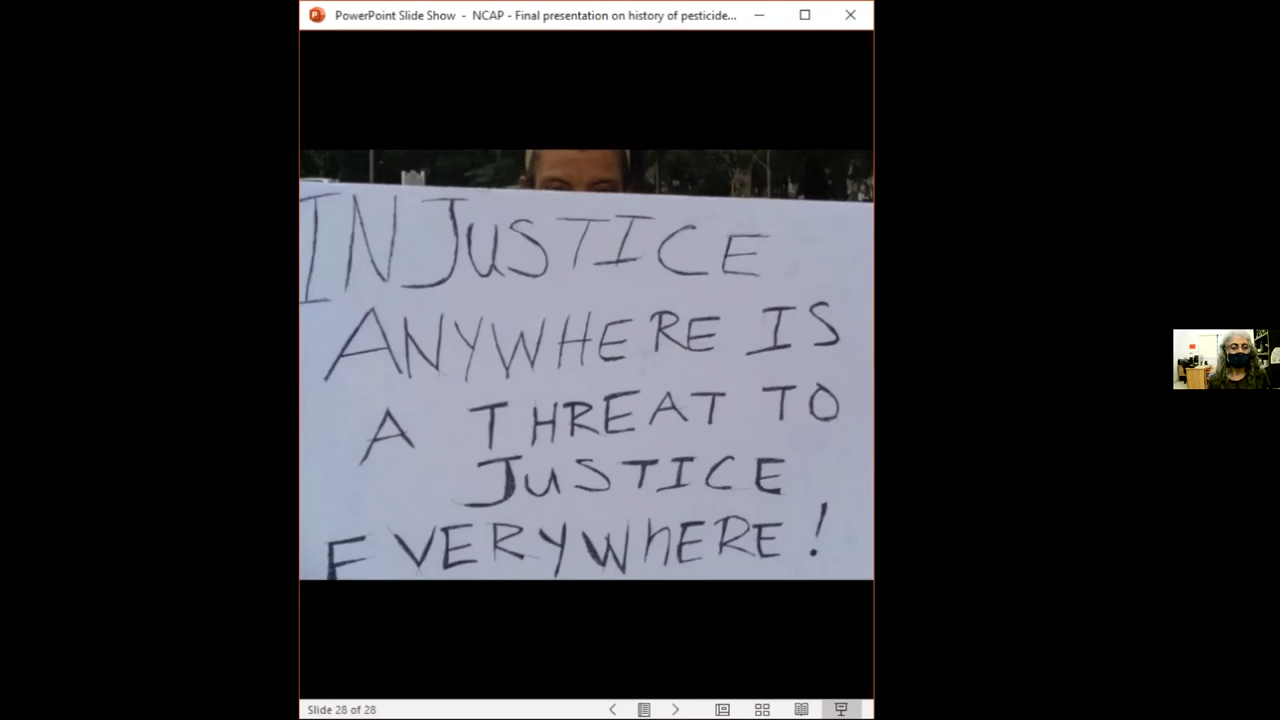 PowerPoint Slide Show - NCAP - Final presentation on history of pesticide...
INJUSTICE
ANYWHERE IS
A THREAT TO
JUSTICE
EVERYWhERE!
Slide 28 of 28